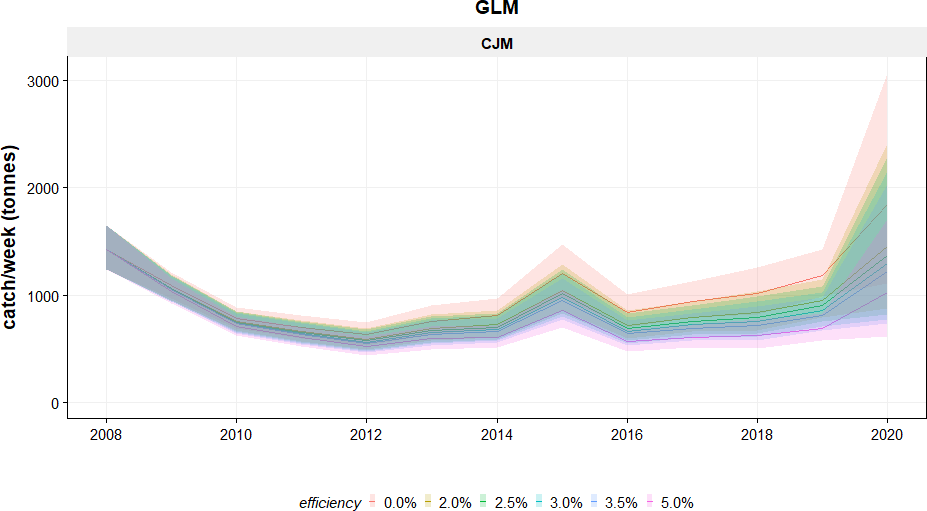 GLM
CJM
catch/week (tonnes)
3000
2000
1000
0
2008 2010 2012 2014 2016 2018 2020
efficiency 0.0% 2.0% 2.5% 3.0% 3.5% 5.0%